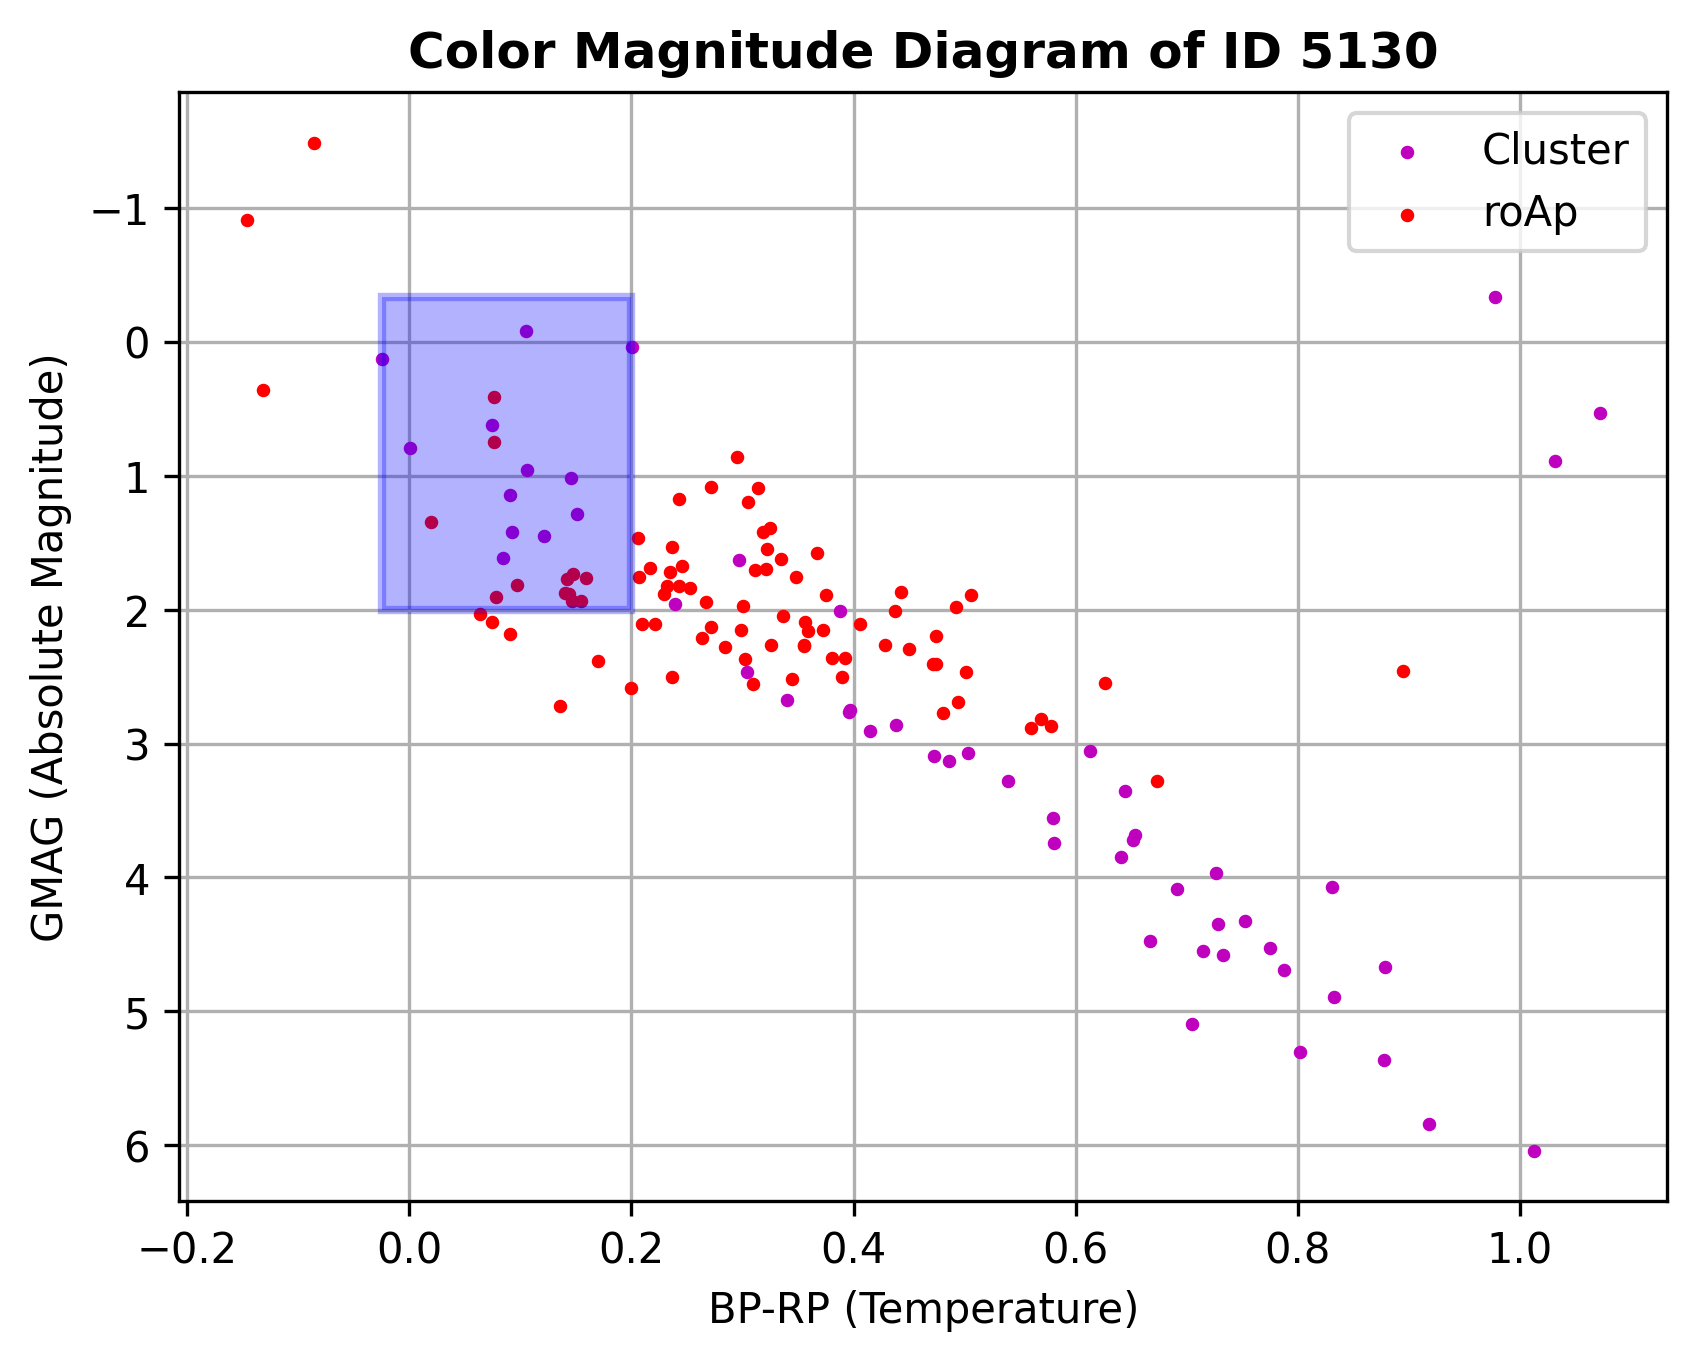 Color Magnitude Diagram of ID 5130
Cluster
roAp
GMAG (Absolute Magnitude)
−1
0
1
2
3
4
5
6
−0.2 0.0 0.2 0.4 0.6 0.8 1.0
BP-RP (Temperature)